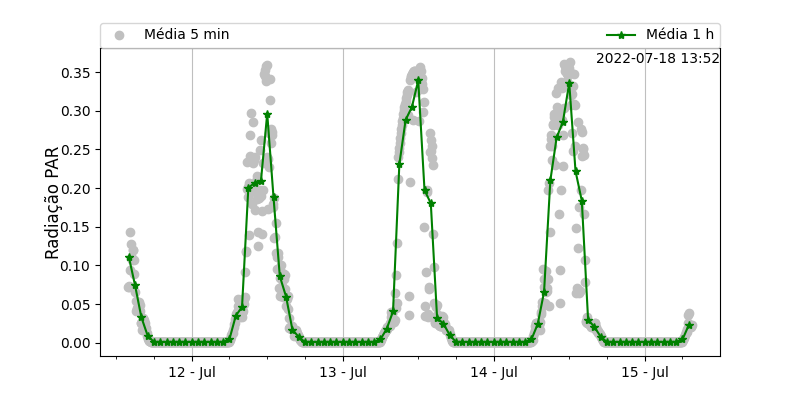 Média 5 min
Média 1 h
2022-07-18 13:52
Radiação PAR
0.35
0.30
0.25
0.20
0.15
0.10
0.05
0.00
12 - Jul
13 - Jul
14 - Jul
15 - Jul